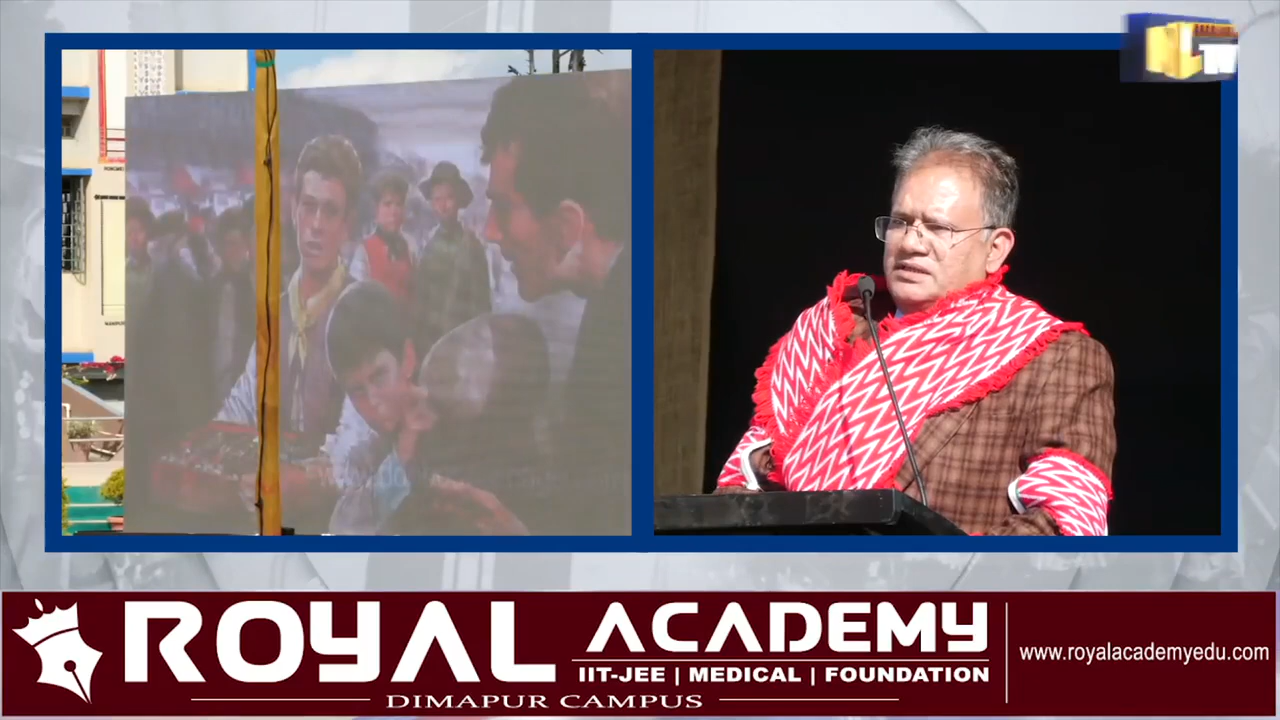 ROYAL
ACADEMY
IIT-JEE | MEDICAL | FOUNDATION
DIMAPUR CAMPUS
www.royalacademyedu.com